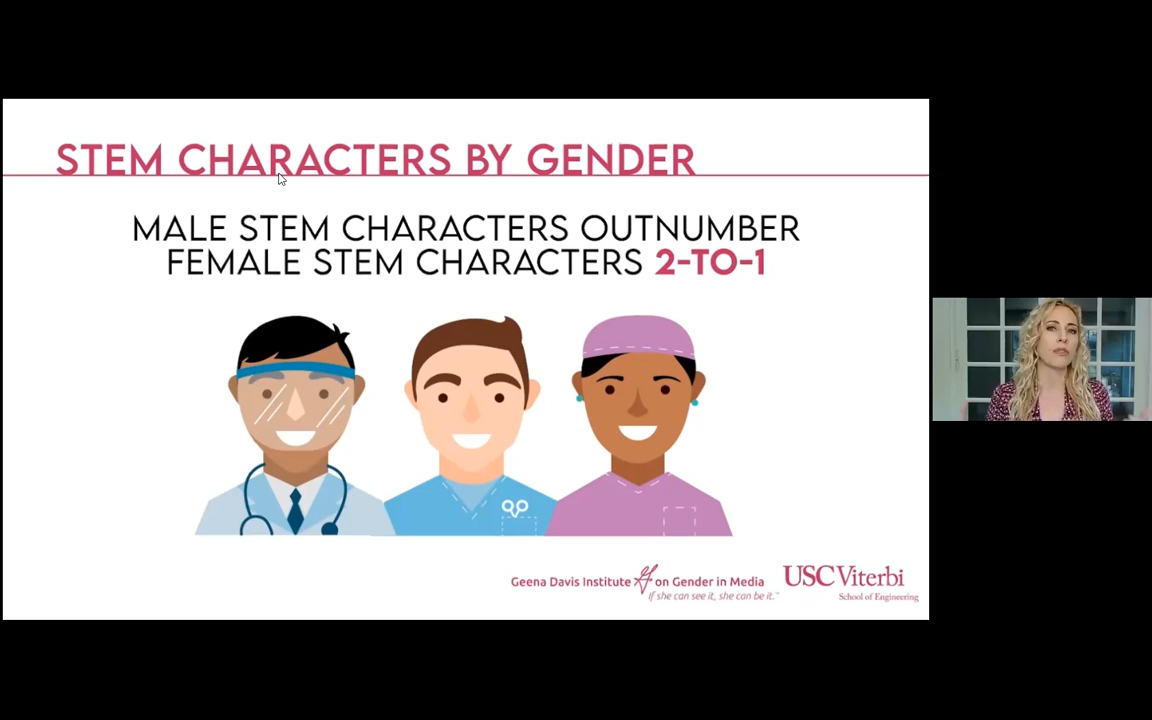 STEM CHARACTERS BY GENDER
MALE STEM CHARACTERS OUTNUMBER
FEMALE STEM CHARACTERS 2-TO-1
Geena Davis Institute on Gender in Media
If she can see it, she can be it.™
USC Viterbi
School of Engineering